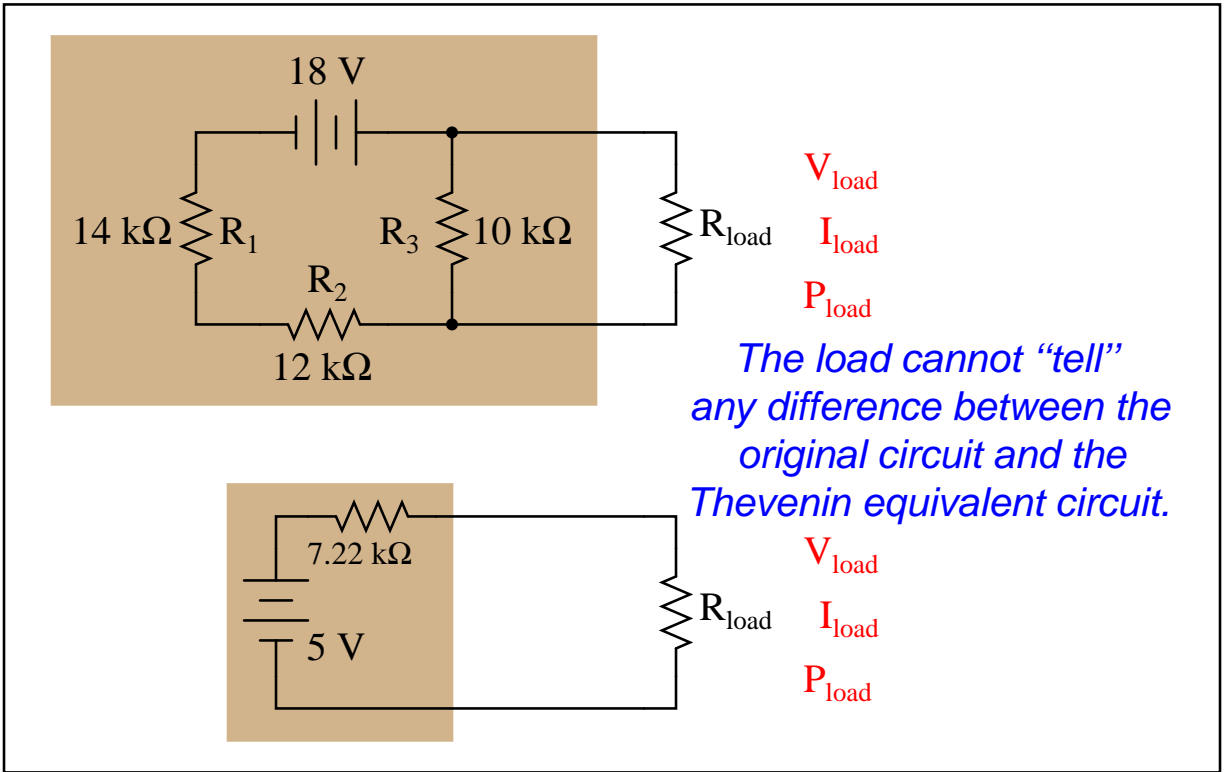 18 V
14 kΩ R1 R3 10 kΩ Rload
R2
12 kΩ
Vload
Iload
Pload
The load cannot “tell”
any difference between the
original circuit and the
Thevenin equivalent circuit.
7.22 kΩ
5 V
Rload
Vload
Iload
Pload